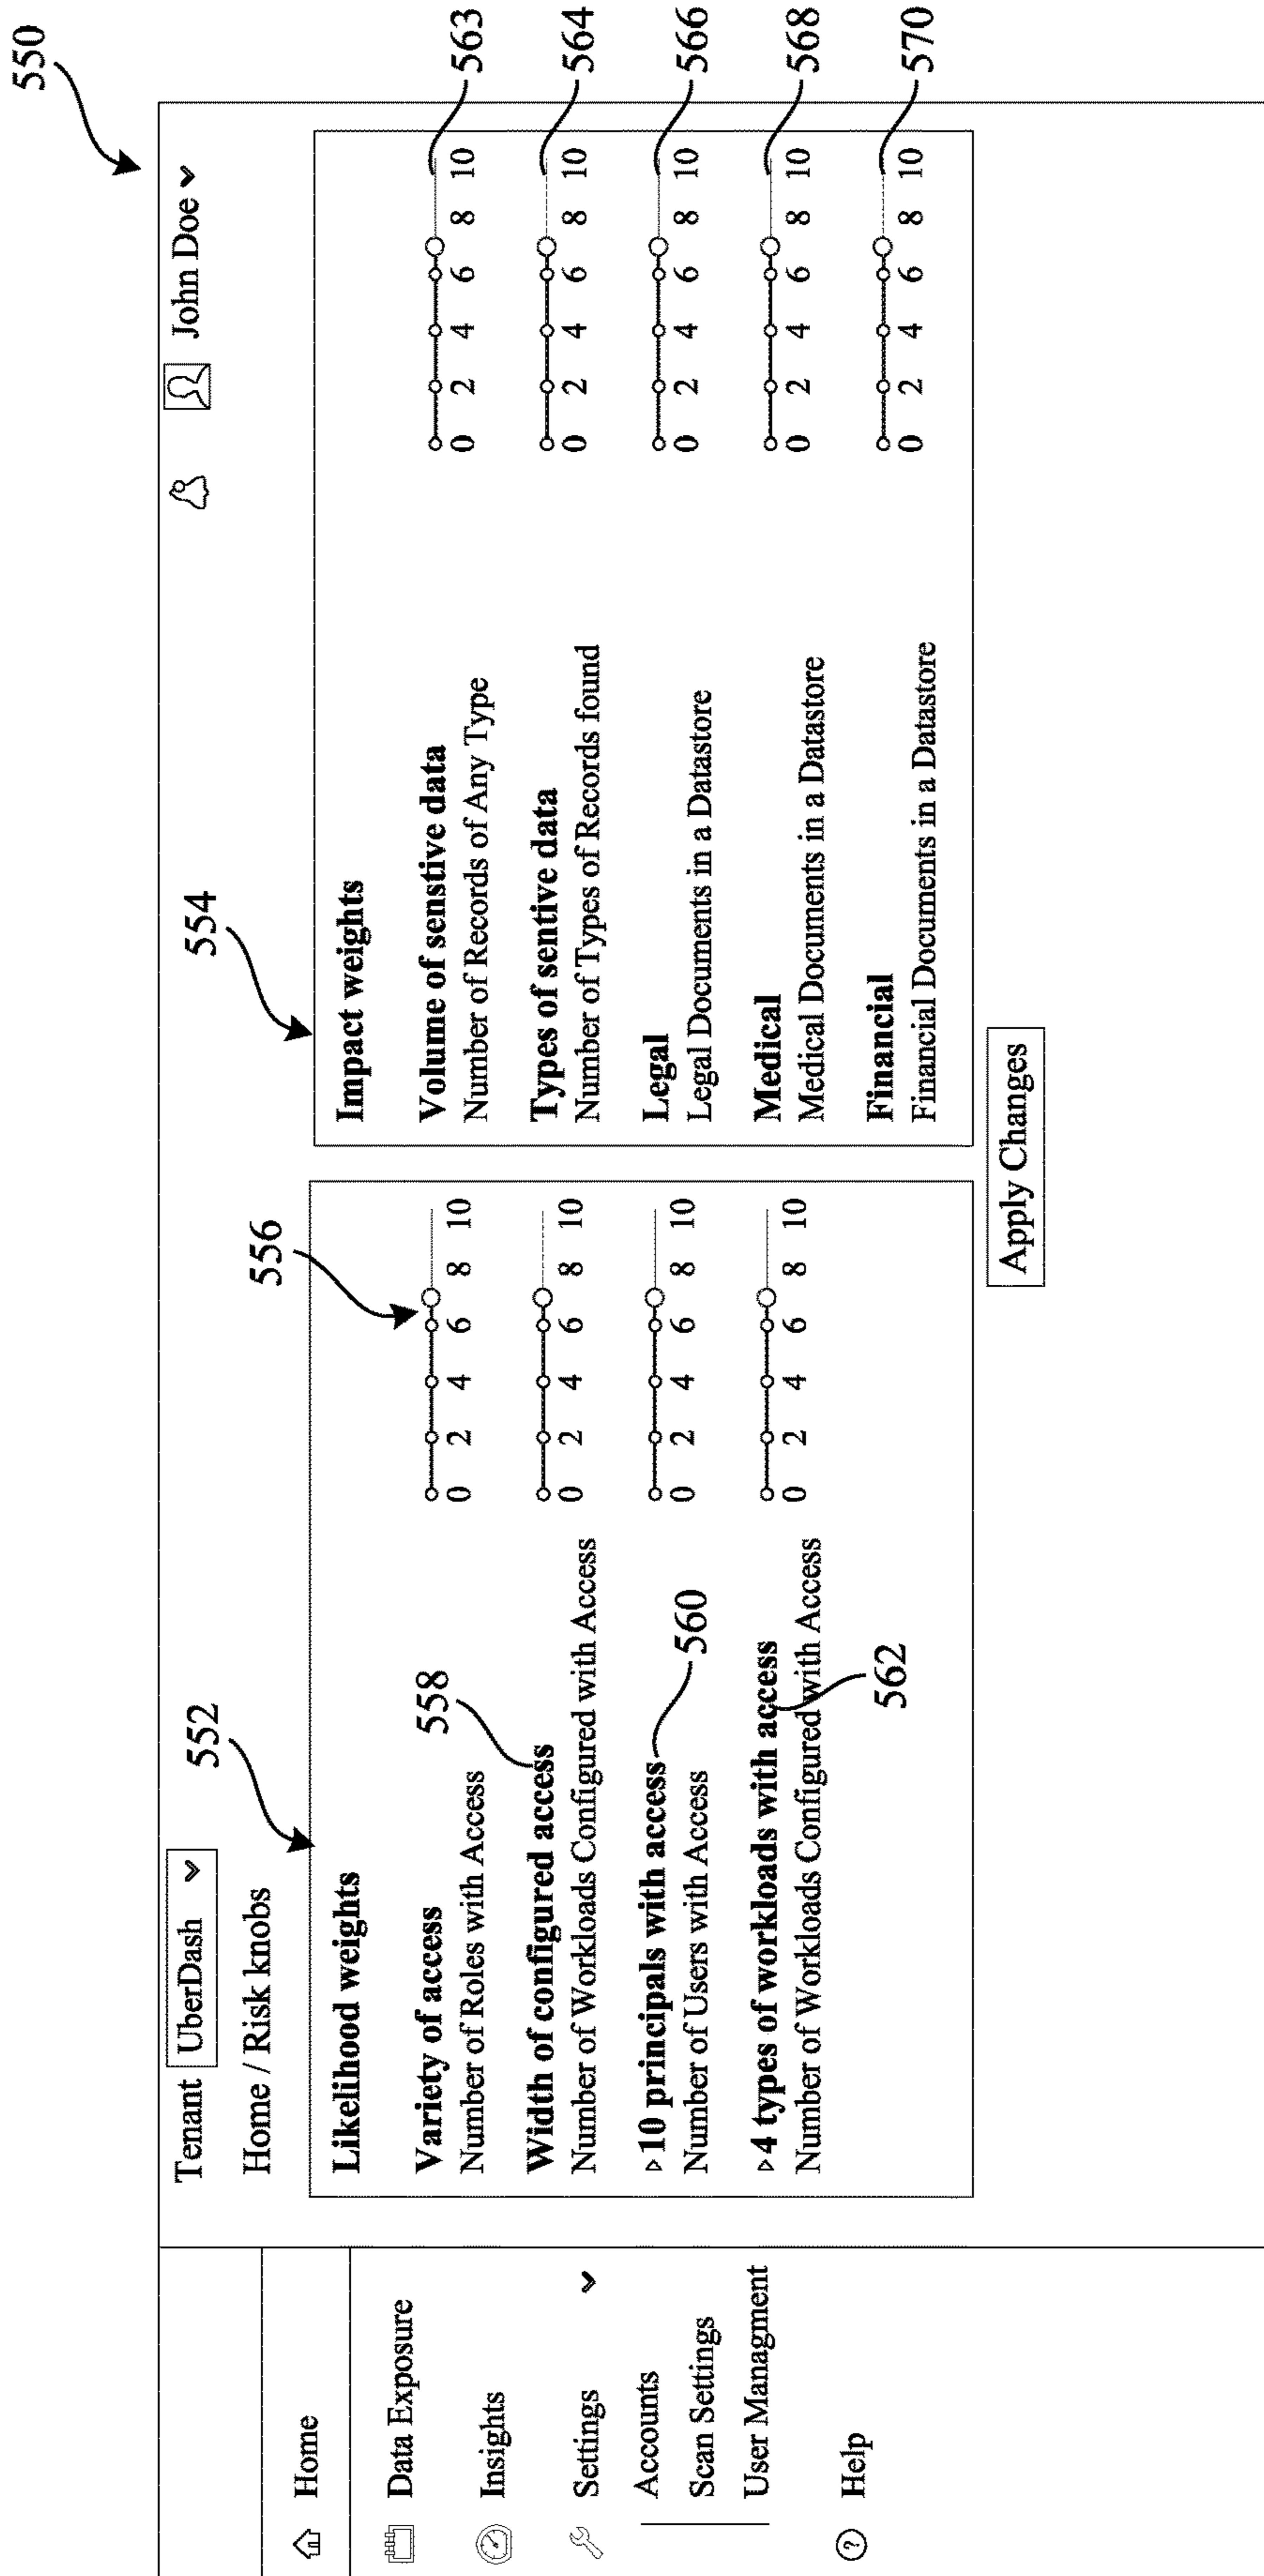 550
Tenant UberDash
John Doe
Home / Risk knobs
552
554
Home
Data Exposure
Insights
Settings
Accounts
Scan Settings
User Managment
Help
Likelihood weights
556
Variety of access
Number of Roles with Access
0 2 4 6 8 10
558
Width of configured access
Number of Workloads Configured with Access
0 2 4 6 8 10
▹10 principals with access
560
Number of Users with Access
0 2 4 6 8 10
▹4 types of workloads with access
Number of Workloads Configured with Access
0 2 4 6 8 10
562
Impact weights
Volume of senstive data
Number of Records of Any Type
0 2 4 6 8 10
563
Types of sentive data
Number of Types of Records found
0 2 4 6 8 10
564
Legal
Legal Documents in a Datastore
0 2 4 6 8 10
566
Medical
Medical Documents in a Datastore
0 2 4 6 8 10
568
Financial
Financial Documents in a Datastore
0 2 4 6 8 10
570
Apply Changes